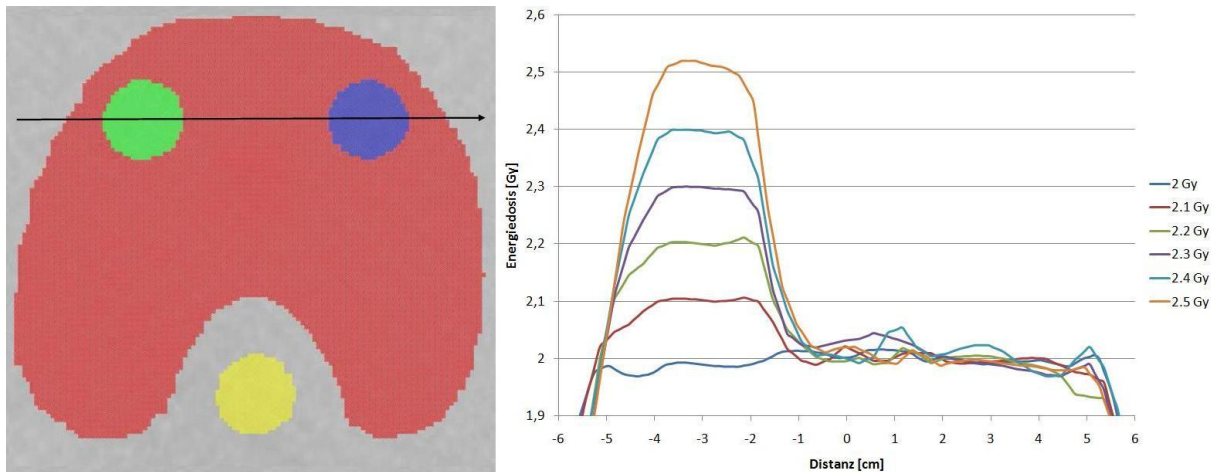 2,6
2,5
2,4
2,3
2,2
2,1
2
1,9
Energiedosis [Gy]
-6 -5 -4 -3 -2 -1 0 1 2 3 4 5 6
Distanz [cm]
2 Gy
2.1 Gy
2.2 Gy
2.3 Gy
2.4 Gy
2.5 Gy